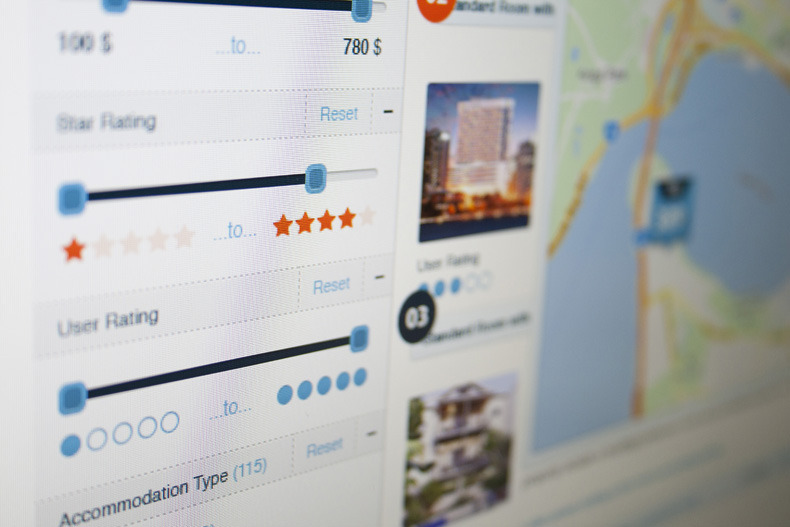 100 $ ...to... 780 $
Star Rating Reset
...to...
User Rating Reset
...to...
Accommodation Type (115) Reset
02
Standard Room with
User Rating
03
Standard Room with